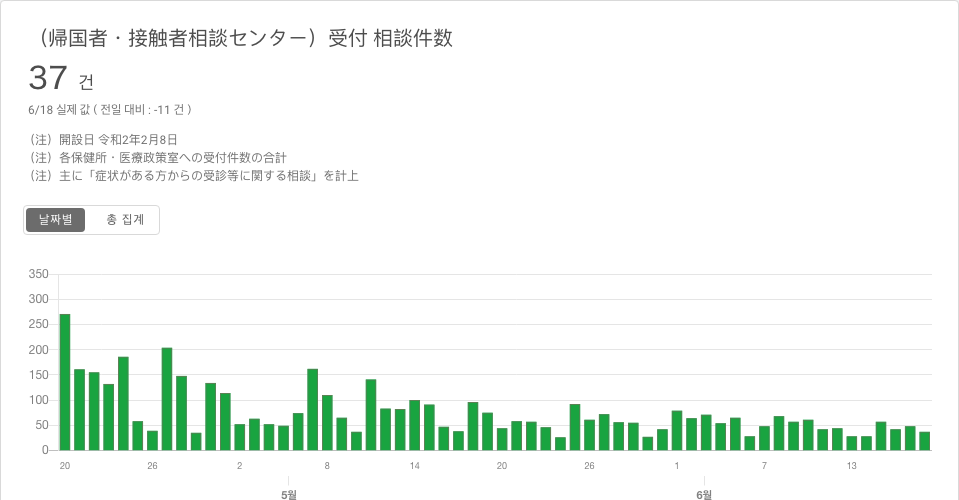 （帰国者・接触者相談センター）受付 相談件数
37 건
6/18 실제 값 ( 전일 대비 : -11 건 )
（注）開設日 令和2年2月8日
（注）各保健所・医療政策室への受付件数の合計
（注）主に「症状がある方からの受診等に関する相談」を計上
날짜별 총 집계
350
300
250
200
150
100
50
0
20 26 2 8 14 20 26 1 7 13
5월 6월